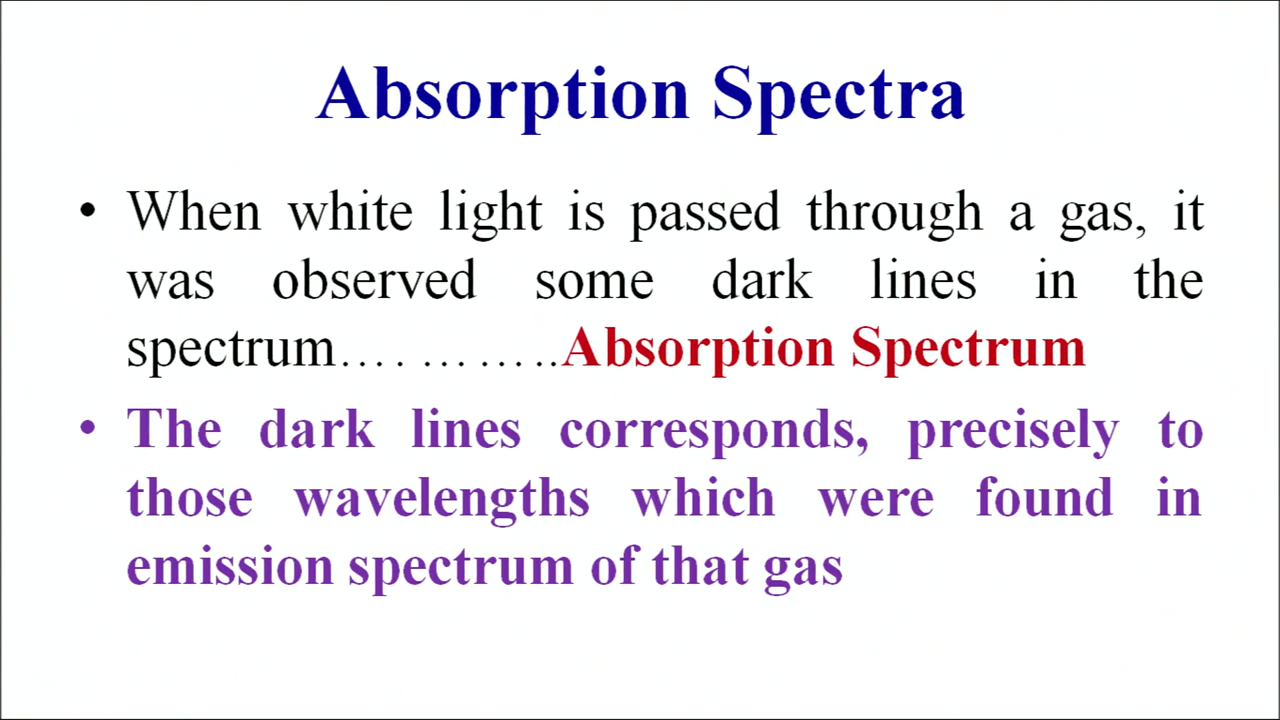 Absorption Spectra
• When white light is passed through a gas, it
was observed some dark lines in the
spectrum…. ……..Absorption Spectrum
• The dark lines corresponds, precisely to
those wavelengths which were found in
emission spectrum of that gas